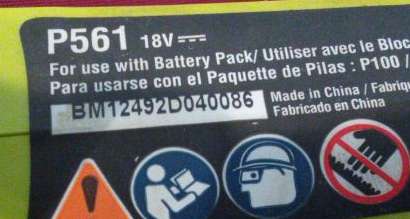 P561 18V
For use with Battery Pack/ Utiliser avec le Bloc
Para usarse con el Paquette de Pilas : P100 /
BM12492D040086
Made in China / Fabriq
Fabricado en China